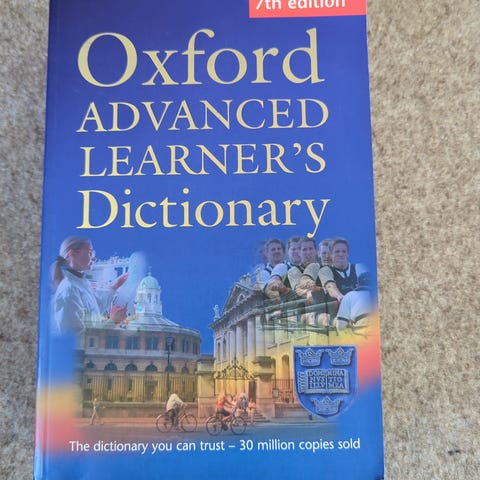 7th edition
Oxford
ADVANCED
LEARNER'S
Dictionary
The dictionary you can trust – 30 million copies sold